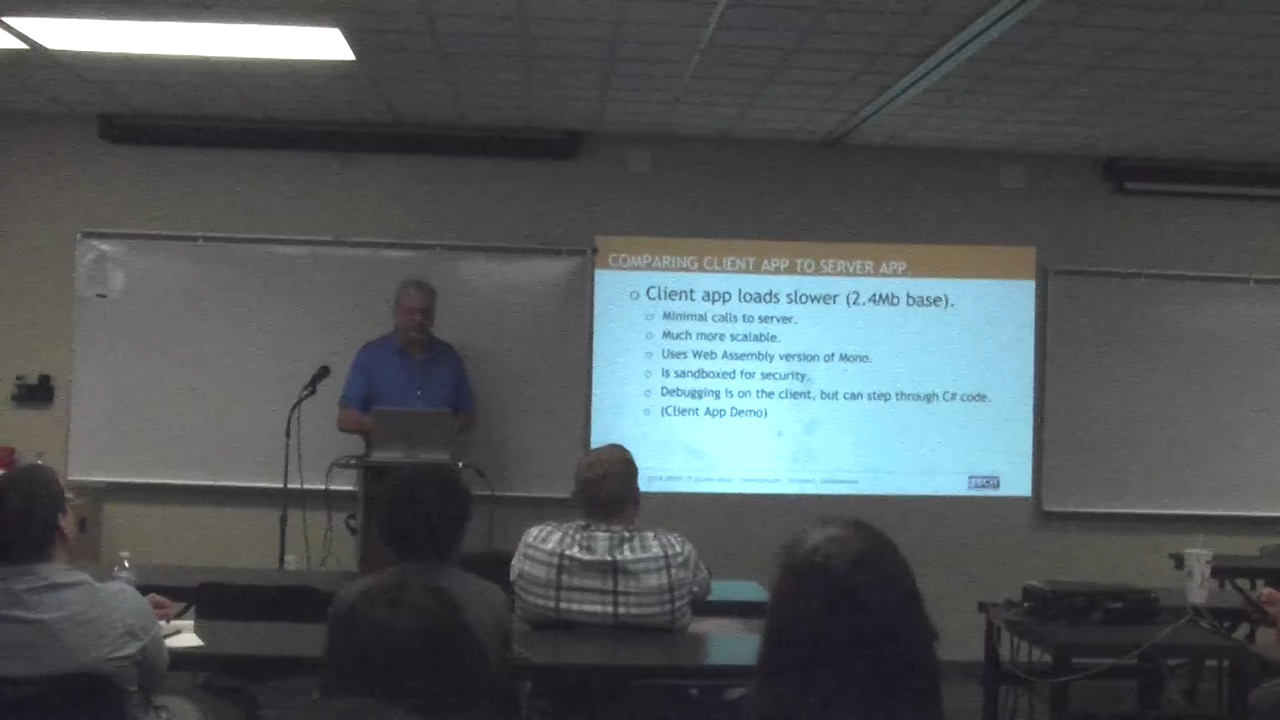 COMPARING CLIENT APP TO SERVER APP.
Client app loads slower (2.4Mb base).
Minimal calls to server.
Much more scalable.
Uses Web Assembly version of Mono.
Is sandboxed for security.
Debugging is on the client, but can step through C# code.
(Client App Demo)